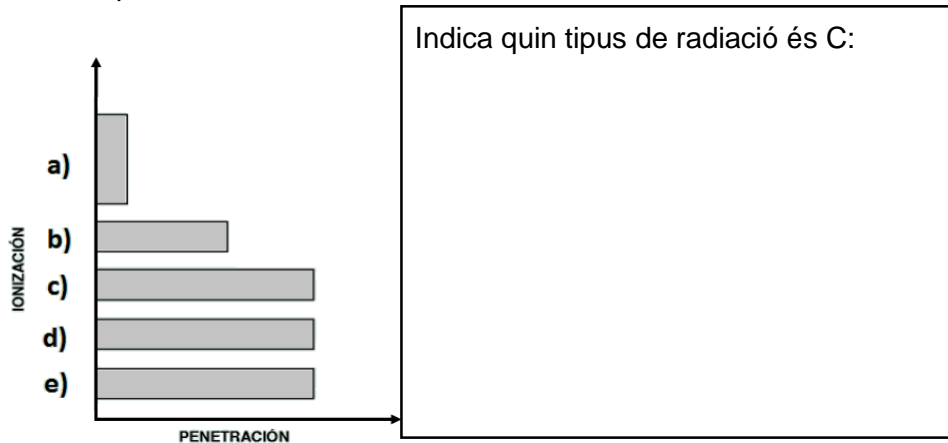 Indica quin tipus de radiació és C:
a)
b)
c)
d)
e)
IONIZACIÓN
PENETRACIÓN